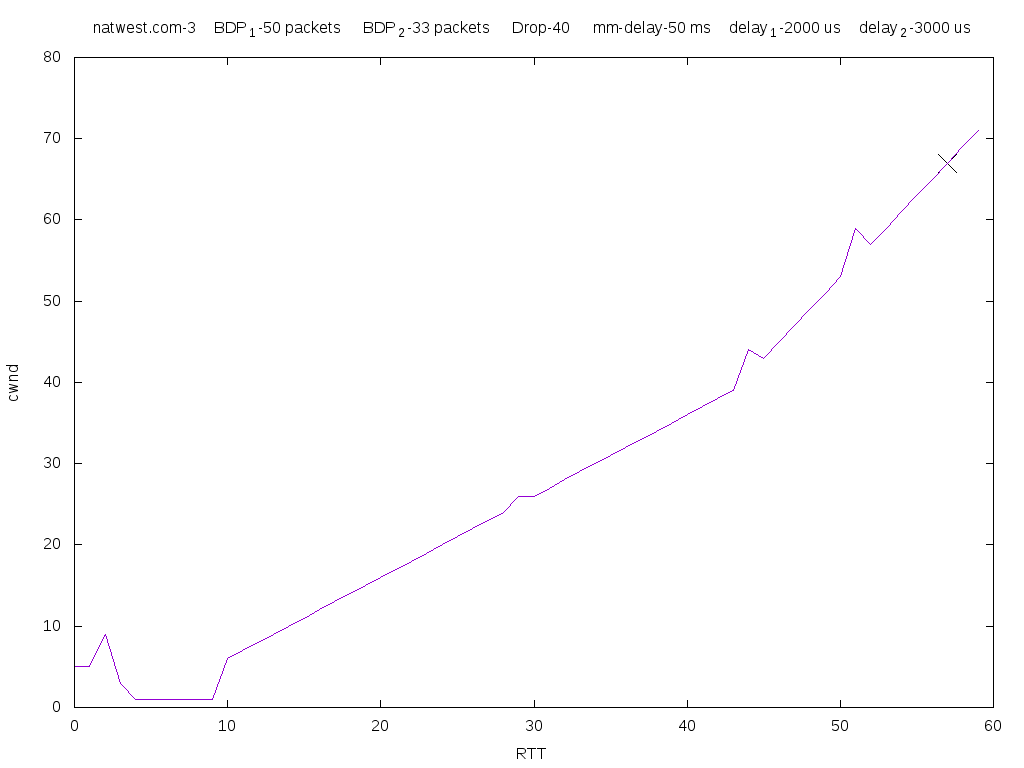 natwest.com-3 BDP1-50 packets BDP2-33 packets Drop-40 mm-delay-50 ms delay1-2000 us delay2-3000 us
80
70
60
50
40
30
20
10
0
cwnd
0 10 20 30 40 50 60
RTT